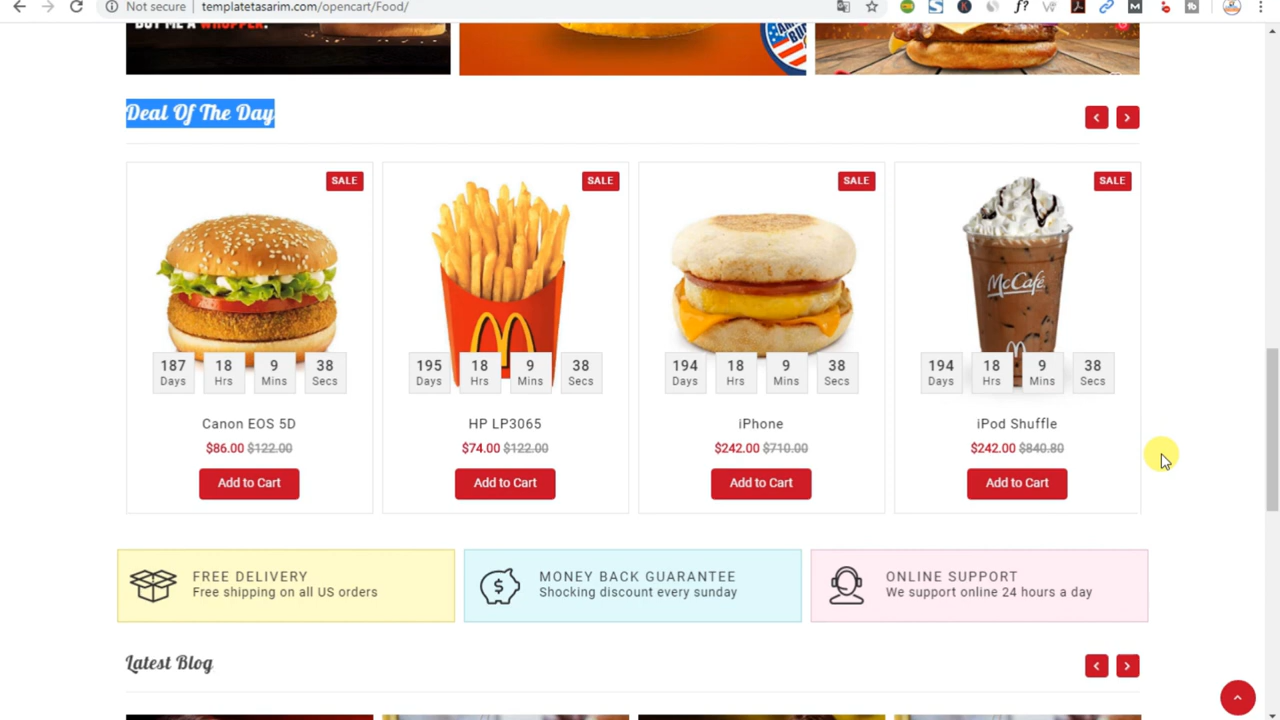 Not secure
templatetasarim.com/opencart/Food/
BUY ME A WHOPPER.
Deal Of The Day
SALE
SALE
SALE
SALE
McCafé
187 18 9 38
Days Hrs Mins Secs
195 18 9 38
Days Hrs Mins Secs
194 18 9 38
Days Hrs Mins Secs
194 18 9 38
Days Hrs Mins Secs
Canon EOS 5D
$86.00 $122.00
Add to Cart
HP LP3065
$74.00 $122.00
Add to Cart
iPhone
$242.00 $710.00
Add to Cart
iPod Shuffle
$242.00 $840.80
Add to Cart
FREE DELIVERY
Free shipping on all US orders
MONEY BACK GUARANTEE
Shocking discount every sunday
ONLINE SUPPORT
We support online 24 hours a day
Latest Blog